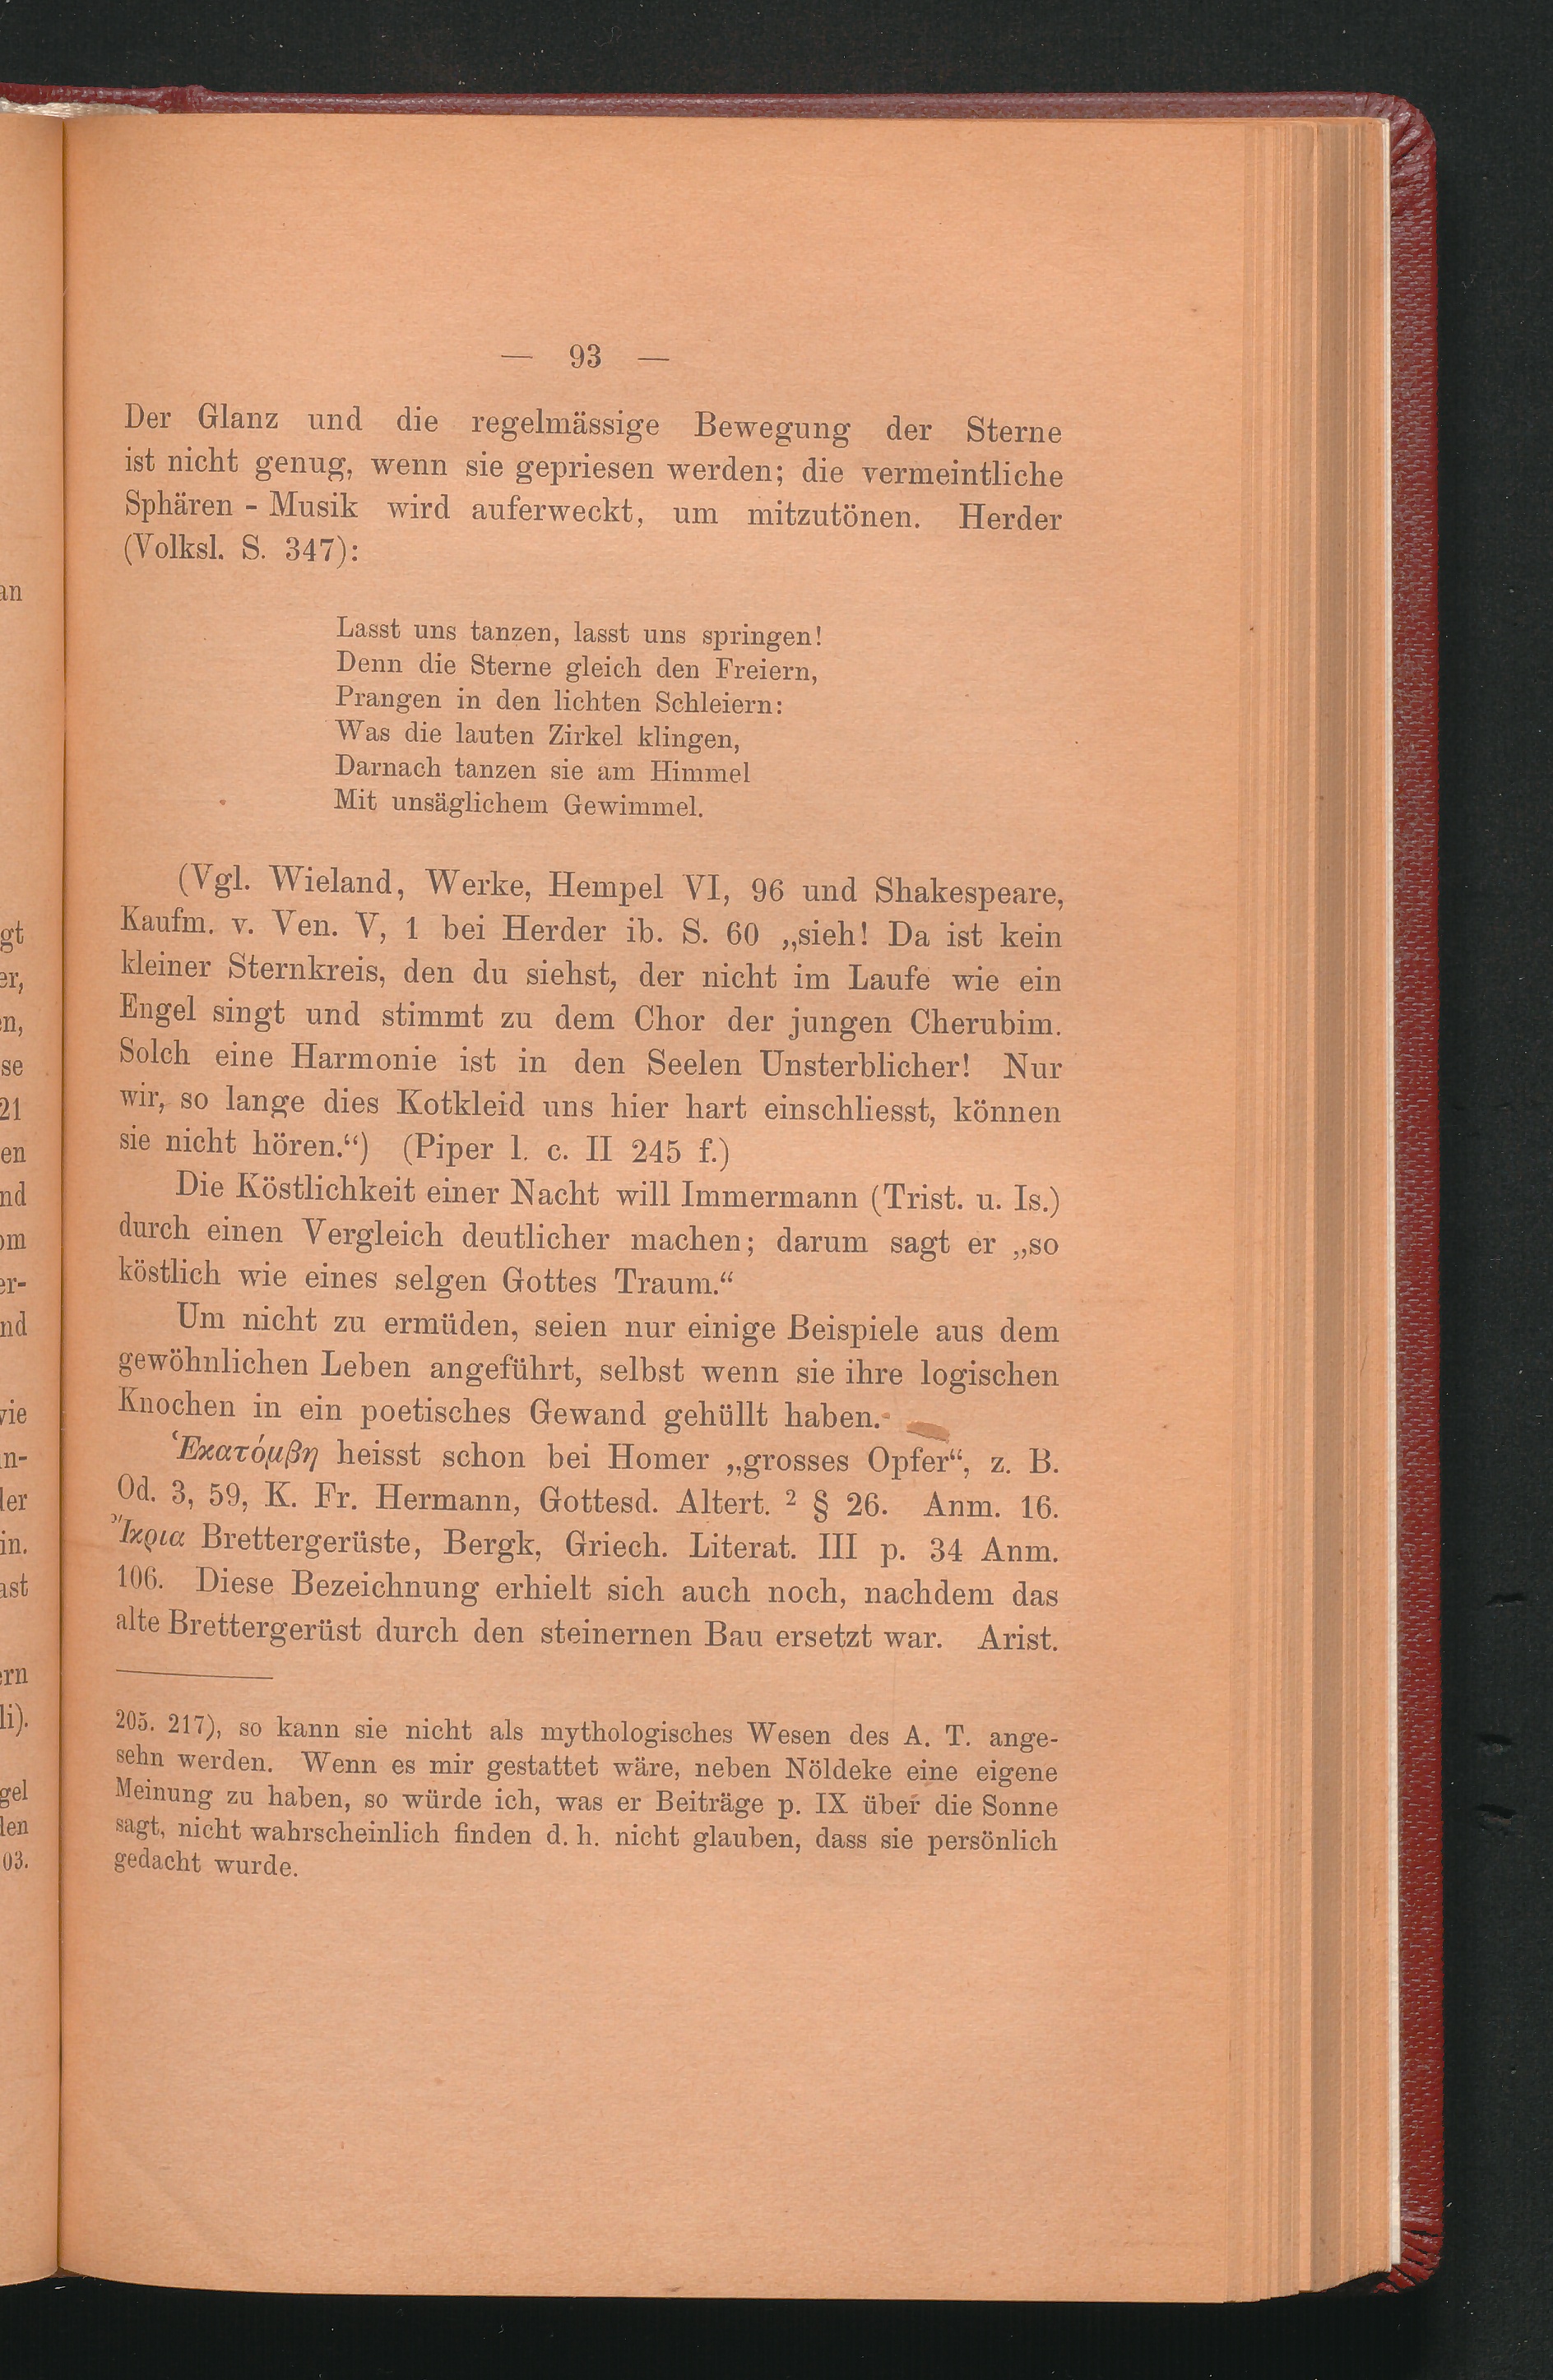 — 93 —
Der Glanz und die regelmässige Bewegung der Sterne
ist nicht genug, wenn sie gepriesen werden; die vermeintliche
Sphären - Musik wird auferweckt, um mitzutönen. Herder
(Volksl. S. 347):
Lasst uns tanzen, lasst uns springen!
Denn die Sterne gleich den Freiern,
Prangen in den lichten Schleiern:
Was die lauten Zirkel klingen,
Darnach tanzen sie am Himmel
Mit unsäglichem Gewimmel.
(Vgl. Wieland, Werke, Hempel VI, 96 und Shakespeare,
Kaufm. v. Ven. V, 1 bei Herder ib. S. 60 „sieh! Da ist kein
kleiner Sternkreis, den du siehst, der nicht im Laufe wie ein
Engel singt und stimmt zu dem Chor der jungen Cherubim.
Solch eine Harmonie ist in den Seelen Unsterblicher! Nur
wir, so lange dies Kotkleid uns hier hart einschliesst, können
sie nicht hören.“) (Piper l. c. II 245 f.)
Die Köstlichkeit einer Nacht will Immermann (Trist. u. Is.)
durch einen Vergleich deutlicher machen; darum sagt er „so
köstlich wie eines selgen Gottes Traum.“
Um nicht zu ermüden, seien nur einige Beispiele aus dem
gewöhnlichen Leben angeführt, selbst wenn sie ihre logischen
Knochen in ein poetisches Gewand gehüllt haben.
Ἑκατόμβη heisst schon bei Homer „grosses Opfer“, z. B.
Od. 3, 59, K. Fr. Hermann, Gottesd. Altert. ² § 26. Anm. 16.
Ἴκρια Brettergerüste, Bergk, Griech. Literat. III p. 34 Anm.
106. Diese Bezeichnung erhielt sich auch noch, nachdem das
alte Brettergerüst durch den steinernen Bau ersetzt war. Arist.
205. 217), so kann sie nicht als mythologisches Wesen des A. T. ange-
sehn werden. Wenn es mir gestattet wäre, neben Nöldeke eine eigene
Meinung zu haben, so würde ich, was er Beiträge p. IX über die Sonne
sagt, nicht wahrscheinlich finden d. h. nicht glauben, dass sie persönlich
gedacht wurde.